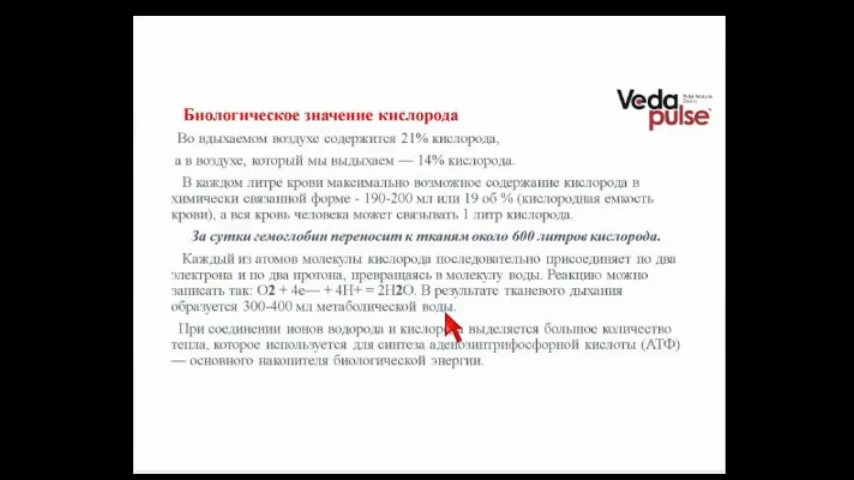 Veda
pulse
Биологическое значение кислорода
Во вдыхаемом воздухе содержится 21% кислорода,
а в воздухе, который мы выдыхаем — 14% кислорода.
В каждом литре крови максимально возможное содержание кислорода в
химически связанной форме - 190-200 мл или 19 об % (кислородная емкость
крови), а вся кровь человека может связывать 1 литр кислорода.
За сутки гемоглобин переносит к тканям около 600 литров кислорода.
Каждый из атомов молекулы кислорода последовательно присоединяет по два
электрона и по два протона, превращаясь в молекулу воды. Реакцию можно
записать так: O2 + 4e— + 4H+ = 2H2O. В результате тканевого дыхания
образуется 300-400 мл метаболической воды.
При соединении ионов водорода и кислорода выделяется большое количество
тепла, которое используется для синтеза аденозинтрифосфорной кислоты (АТФ)
— основного накопителя биологической энергии.